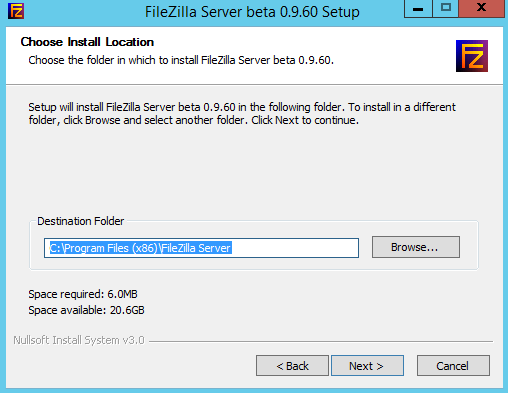 FileZilla Server beta 0.9.60 Setup
Choose Install Location
Choose the folder in which to install FileZilla Server beta 0.9.60.
Setup will install FileZilla Server beta 0.9.60 in the following folder. To install in a different
folder, click Browse and select another folder. Click Next to continue.
Destination Folder
C:\Program Files (x86)\FileZilla Server
Browse...
Space required: 6.0MB
Space available: 20.6GB
Nullsoft Install System v3.0
< Back
Next >
Cancel